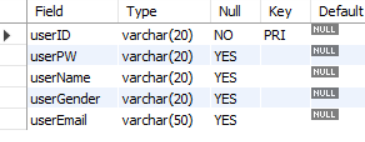 Field Type Null Key Default
userID varchar(20) NO PRI NULL
userPW varchar(20) YES NULL
userName varchar(20) YES NULL
userGender varchar(20) YES NULL
userEmail varchar(50) YES NULL